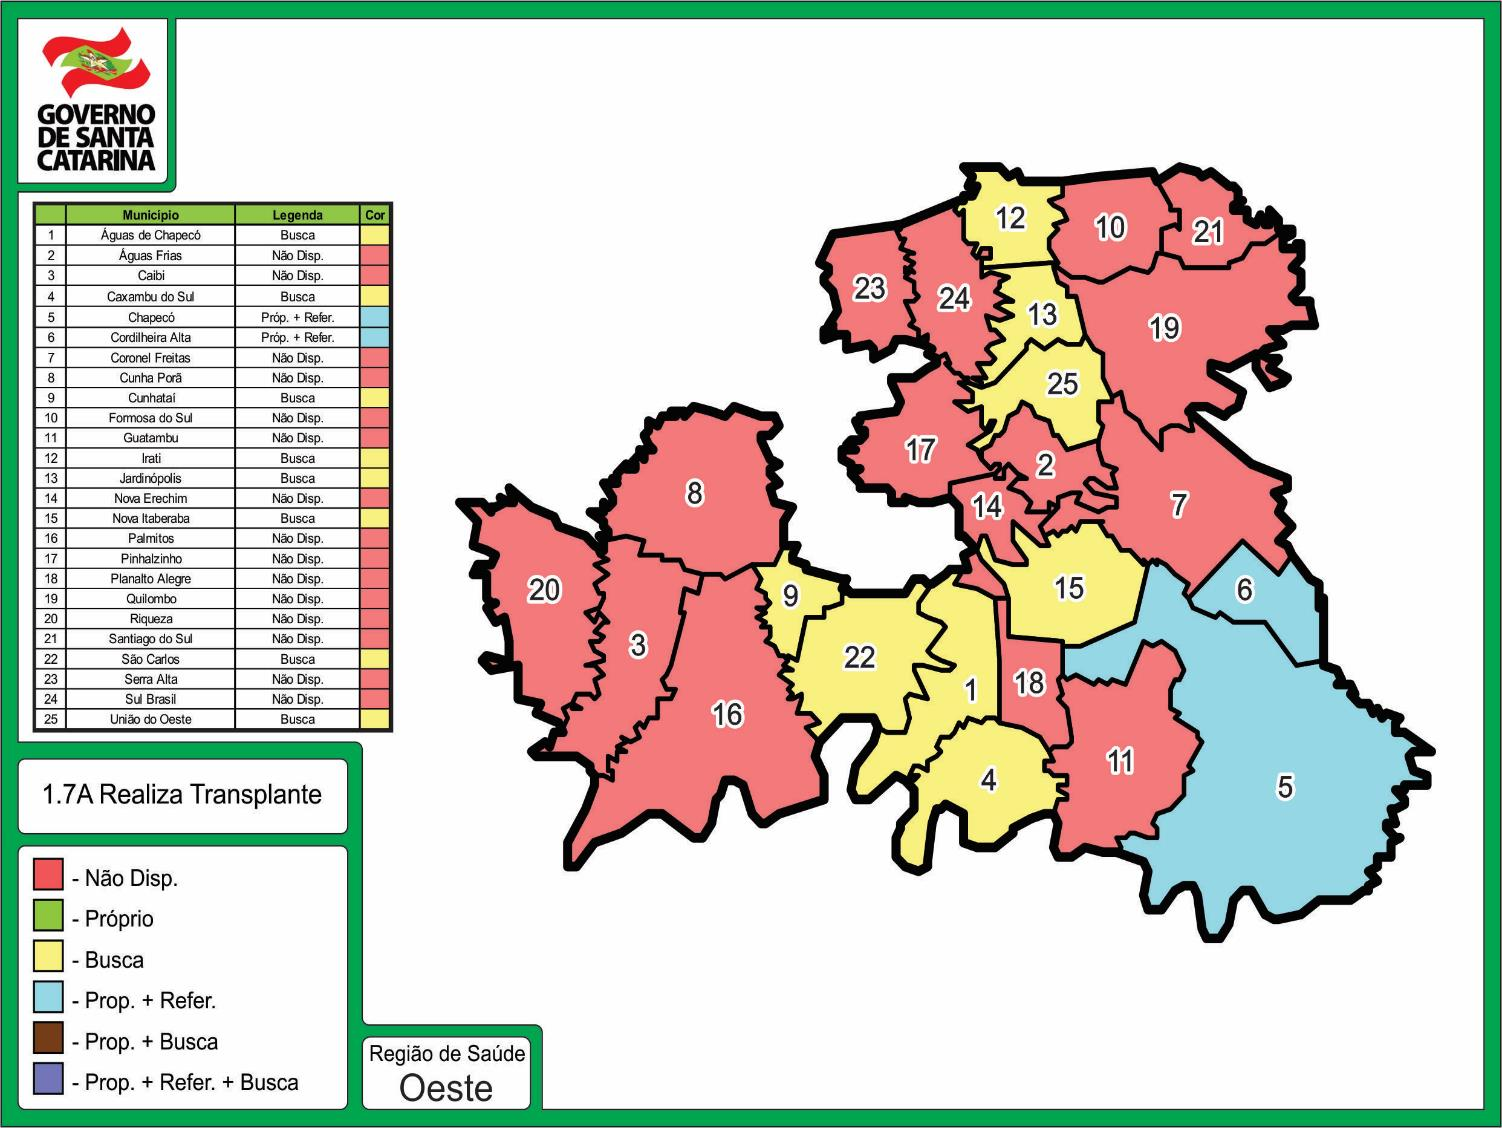 GOVERNO
DE SANTA
CATARINA
Município Legenda Cor
1 Águas de Chapecó Busca
2 Águas Frias Não Disp.
3 Caibi Não Disp.
4 Caxambu do Sul Busca
5 Chapecó Próp. + Refer.
6 Cordilheira Alta Próp. + Refer.
7 Coronel Freitas Não Disp.
8 Cunha Porã Não Disp.
9 Cunhataí Busca
10 Formosa do Sul Não Disp.
11 Guatambu Não Disp.
12 Irati Busca
13 Jardinópolis Busca
14 Nova Erechim Não Disp.
15 Nova Itaberaba Busca
16 Palmitos Não Disp.
17 Pinhalzinho Não Disp.
18 Planalto Alegre Não Disp.
19 Quilombo Não Disp.
20 Riqueza Não Disp.
21 Santiago do Sul Não Disp.
22 São Carlos Busca
23 Serra Alta Não Disp.
24 Sul Brasil Não Disp.
25 União do Oeste Busca
1.7A Realiza Transplante
- Não Disp.
- Próprio
- Busca
- Prop. + Refer.
- Prop. + Busca
- Prop. + Refer. + Busca
Região de Saúde
Oeste
12
10
21
23
24
13
19
25
17
2
8
14
7
20
9
15
6
3
22
1
18
16
11
4
5